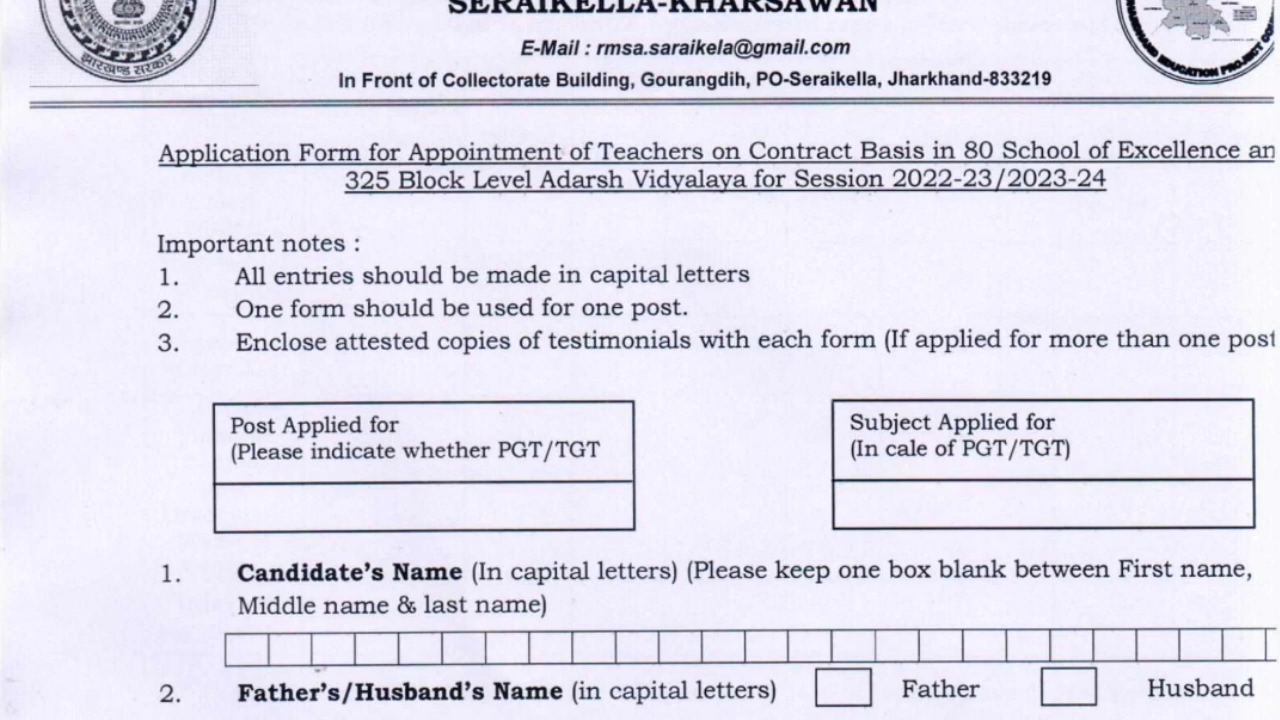 SERAIKELLA-KHARSAWAN
E-Mail : rmsa.saraikela@gmail.com
In Front of Collectorate Building, Gourangdih, PO-Seraikella, Jharkhand-833219
झारखण्ड सरकार
EDUCATION PROJECT
Application Form for Appointment of Teachers on Contract Basis in 80 School of Excellence an
325 Block Level Adarsh Vidyalaya for Session 2022-23/2023-24
Important notes :
1. All entries should be made in capital letters
2. One form should be used for one post.
3. Enclose attested copies of testimonials with each form (If applied for more than one post
Post Applied for
(Please indicate whether PGT/TGT
Subject Applied for
(In cale of PGT/TGT)
1. Candidate's Name (In capital letters) (Please keep one box blank between First name,
Middle name & last name)
2. Father's/Husband's Name (in capital letters) Father Husband